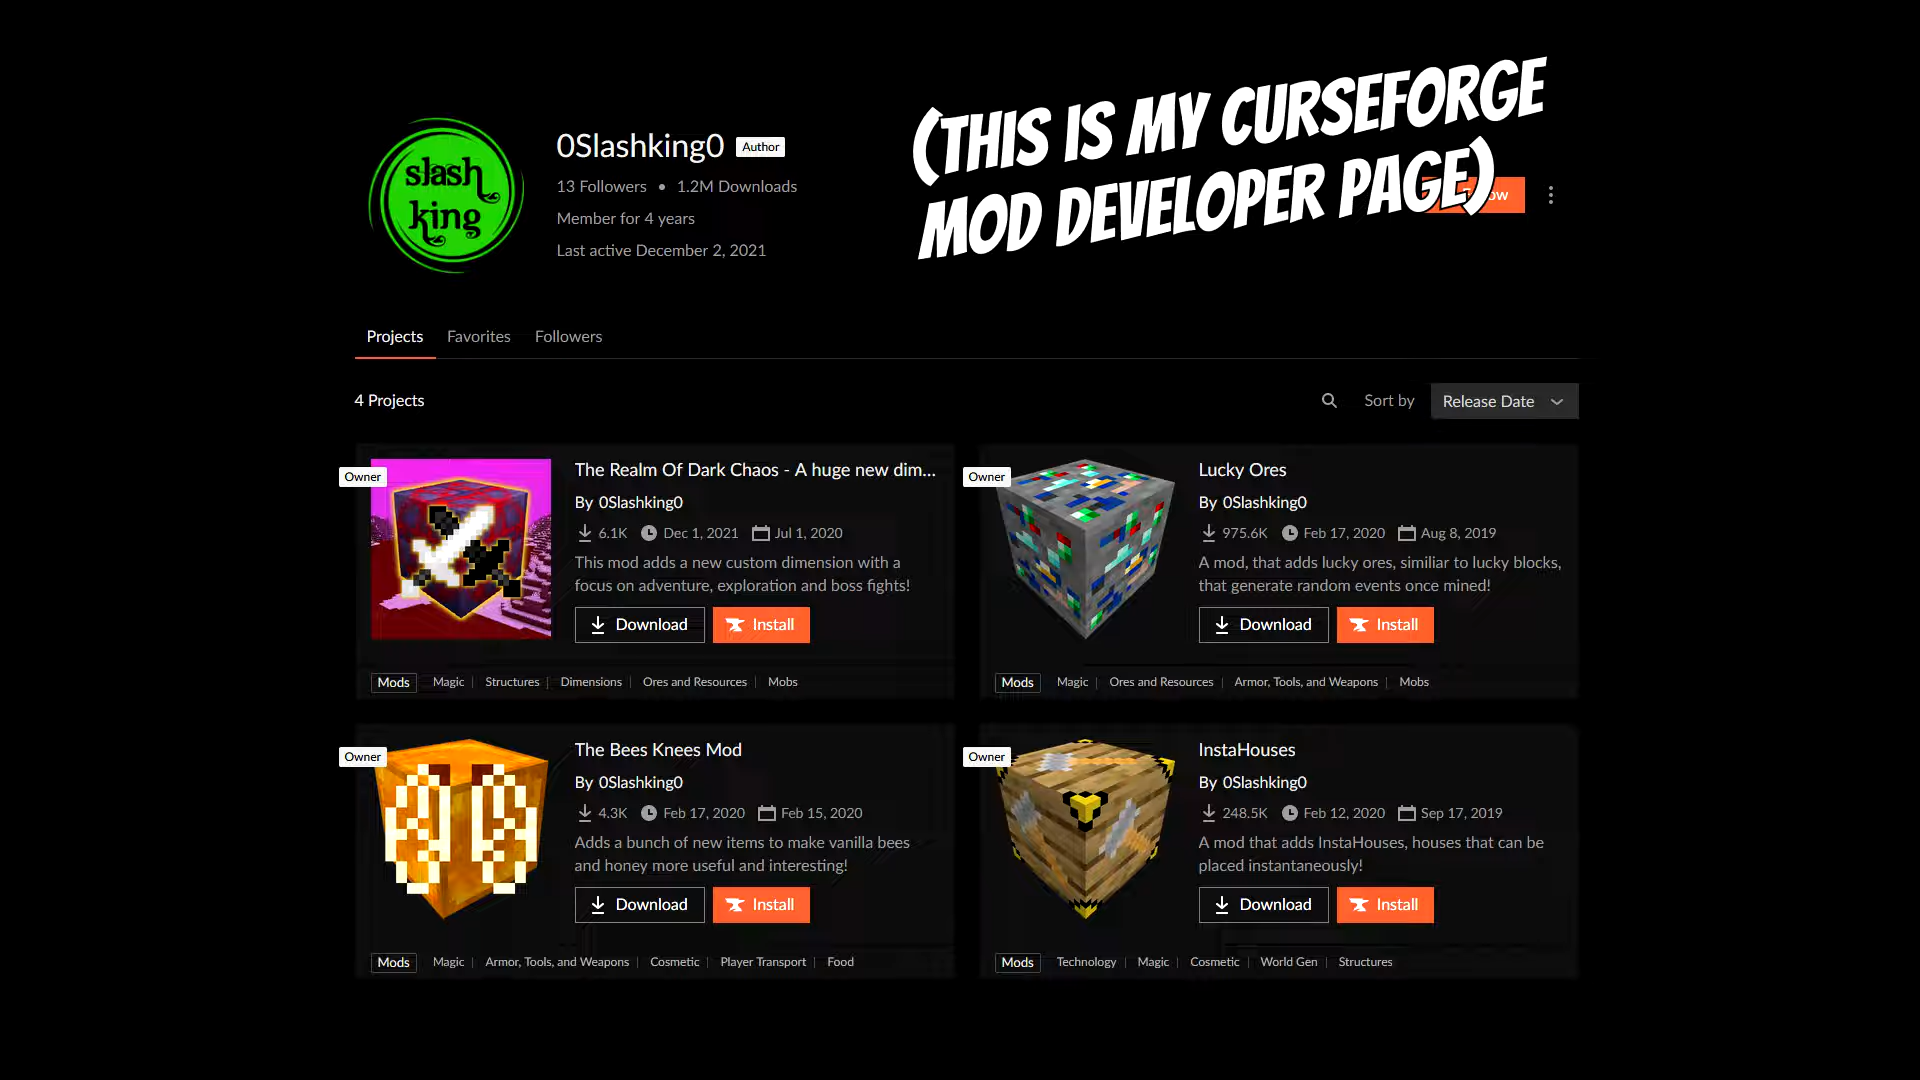 (THIS IS MY CURSEFORGE
MOD DEVELOPER PAGE)
slash
king
0Slashking0 Author
13 Followers • 1.2M Downloads
Member for 4 years
Last active December 2, 2021
Projects Favorites Followers
4 Projects
Sort by Release Date
Owner
The Realm Of Dark Chaos - A huge new dim...
By 0Slashking0
6.1K Dec 1, 2021 Jul 1, 2020
This mod adds a new custom dimension with a
focus on adventure, exploration and boss fights!
Download Install
Mods Magic | Structures | Dimensions | Ores and Resources | Mobs
Owner
Lucky Ores
By 0Slashking0
975.6K Feb 17, 2020 Aug 8, 2019
A mod, that adds lucky ores, similiar to lucky blocks,
that generate random events once mined!
Download Install
Mods Magic | Ores and Resources | Armor, Tools, and Weapons | Mobs
Owner
The Bees Knees Mod
By 0Slashking0
4.3K Feb 17, 2020 Feb 15, 2020
Adds a bunch of new items to make vanilla bees
and honey more useful and interesting!
Download Install
Mods Magic | Armor, Tools, and Weapons | Cosmetic | Player Transport | Food
Owner
InstaHouses
By 0Slashking0
248.5K Feb 12, 2020 Sep 17, 2019
A mod that adds InstaHouses, houses that can be
placed instantaneously!
Download Install
Mods Technology | Magic | Cosmetic | World Gen | Structures